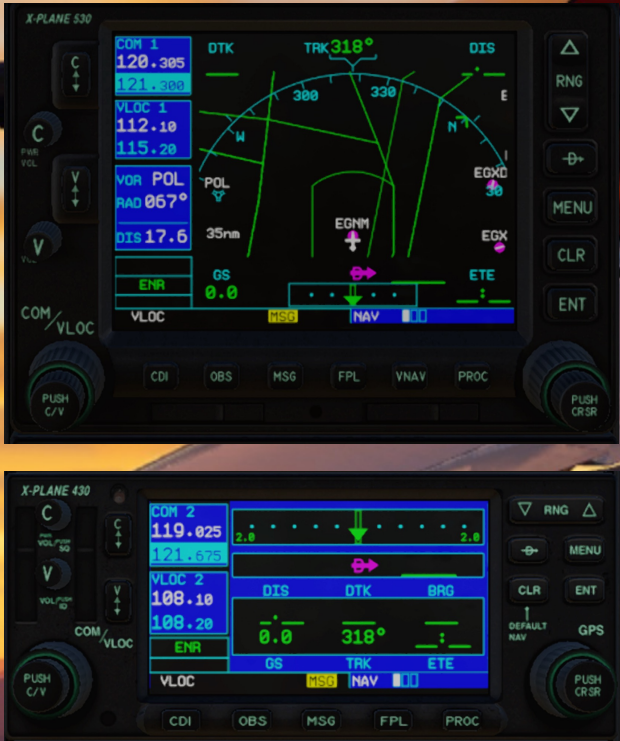 X-PLANE 530
COM 1
120.305
121.300
VLOC 1
112.10
115.20
VOR POL
RAD 067°
DIS 17.6
ENR
VLOC
MSG
NAV
DTK
TRK 318°
DIS
300
330
W
N
E
POL
EGXD
30
35nm
EGNM
EGX
GS
0.0
D
ETE
C
C
PWR
VOL
V
V
COM/VLOC
PUSH
C/V
RNG
D
MENU
CLR
ENT
PUSH
CRSR
CDI
OBS
MSG
FPL
VNAV
PROC
X-PLANE 430
C
PWR
VOL/PUSH
SQ
V
VOL/PUSH
ID
C
V
COM/VLOC
PUSH
C/V
COM 2
119.025
121.675
VLOC 2
108.10
108.20
ENR
VLOC
2.0
2.0
D
DIS
DTK
BRG
0.0
318°
GS
TRK
ETE
MSG
NAV
RNG
D
MENU
CLR
ENT
DEFAULT
NAV
GPS
PUSH
CRSR
CDI
OBS
MSG
FPL
PROC